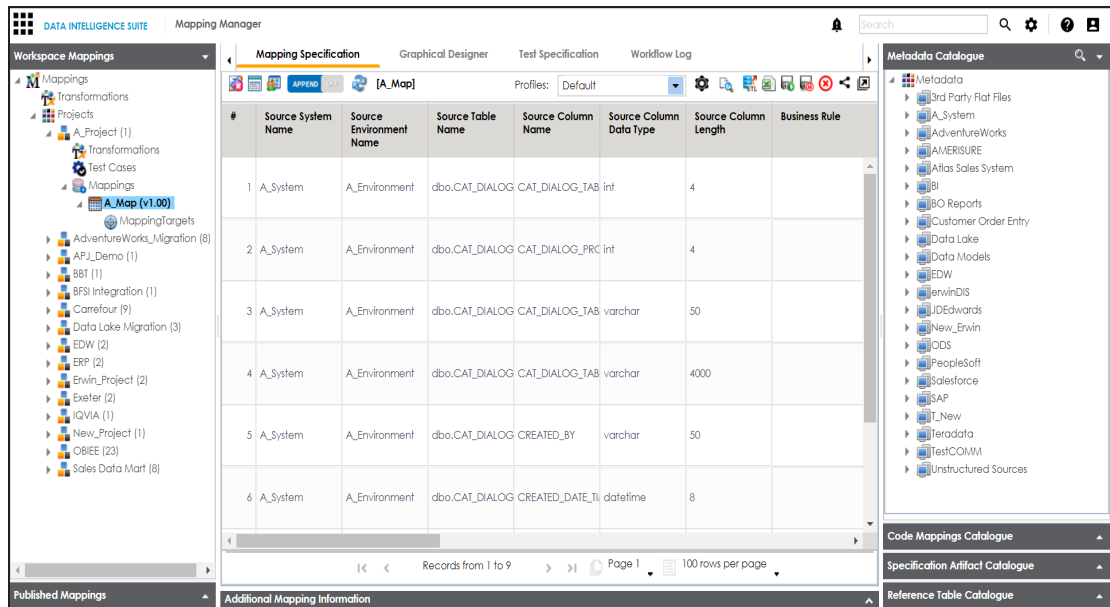 DATA INTELLIGENCE SUITE
Mapping Manager
Search
Workspace Mappings
Mappings
Transformations
Projects
A_Project (1)
Transformations
Test Cases
Mappings
A_Map (v1.00)
MappingTargets
AdventureWorks_Migration (8)
APJ_Demo (1)
BBT (1)
BFSI Integration (1)
Carrefour (9)
Data Lake Migration (3)
EDW (2)
ERP (2)
Erwin_Project (2)
Exeter (2)
IQVIA (1)
New_Project (1)
OBIEE (23)
Sales Data Mart (8)
Published Mappings
Mapping Specification Graphical Designer Test Specification Workflow Log
APPEND [A_Map] Profiles: Default
# Source System Name Source Environment Name Source Table Name Source Column Name Source Column Data Type Source Column Length Business Rule
1 A_System A_Environment dbo.CAT_DIALOG CAT_DIALOG_TAB int 4
2 A_System A_Environment dbo.CAT_DIALOG CAT_DIALOG_PRO int 4
3 A_System A_Environment dbo.CAT_DIALOG CAT_DIALOG_TAB varchar 50
4 A_System A_Environment dbo.CAT_DIALOG CAT_DIALOG_TAB varchar 4000
5 A_System A_Environment dbo.CAT_DIALOG CREATED_BY varchar 50
6 A_System A_Environment dbo.CAT_DIALOG CREATED_DATE_TI datetime 8
Records from 1 to 9 Page 1 100 rows per page
Additional Mapping Information
Metadata Catalogue
Metadata
3rd Party Flat Files
A_System
AdventureWorks
AMERISURE
Atlas Sales System
BI
BO Reports
Customer Order Entry
Data Lake
Data Models
EDW
erwinDIS
JDEdwards
New_Erwin
ODS
PeopleSoft
Salesforce
SAP
T_New
Teradata
TestCOMM
Unstructured Sources
Code Mappings Catalogue
Specification Artifact Catalogue
Reference Table Catalogue